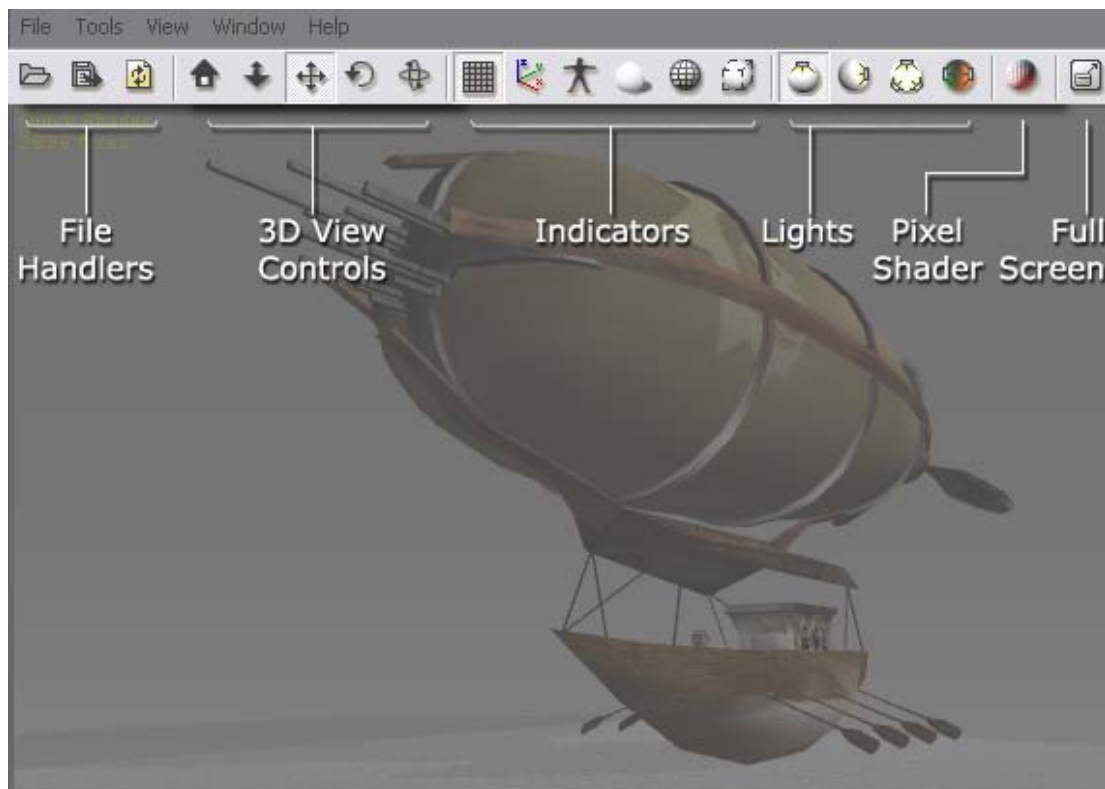 File Tools View Window Help
File
Handlers
3D View
Controls
Indicators
Lights
Pixel
Shader
Full
Screen